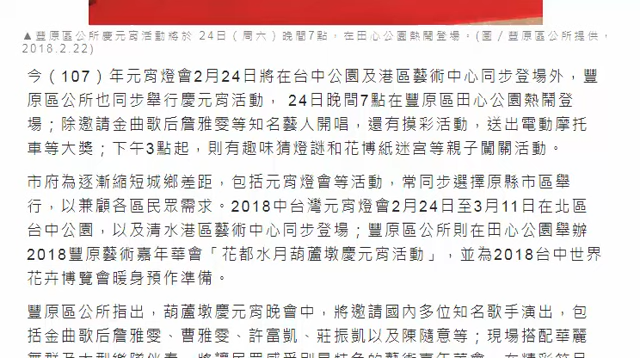 ▲豐原區公所慶元宵活動將於 24日（周六）晚間7點，在田心公園熱鬧登場。(圖／豐原區公所提供，
2018.2.22)
今（107）年元宵燈會2月24日將在台中公園及港區藝術中心同步登場外，豐
原區公所也同步舉行慶元宵活動， 24日晚間7點在豐原區田心公園熱鬧登
場；除邀請金曲歌后詹雅雯等知名藝人開唱，還有摸彩活動，送出電動摩托
車等大獎；下午3點起，則有趣味猜燈謎和花博紙迷宮等親子闖關活動。
市府為逐漸縮短城鄉差距，包括元宵燈會等活動，常同步選擇原縣市區舉
行，以兼顧各區民眾需求。2018中台灣元宵燈會2月24日至3月11日在北區
台中公園，以及清水港區藝術中心同步登場；豐原區公所則在田心公園舉辦
2018豐原藝術嘉年華會「花都水月葫蘆墩慶元宵活動」，並為2018台中世界
花卉博覽會暖身預作準備。
豐原區公所指出，葫蘆墩慶元宵晚會中，將邀請國內多位知名歌手演出，包
括金曲歌后詹雅雯、曹雅雯、許富凱、莊振凱以及陳隨意等；現場搭配華麗